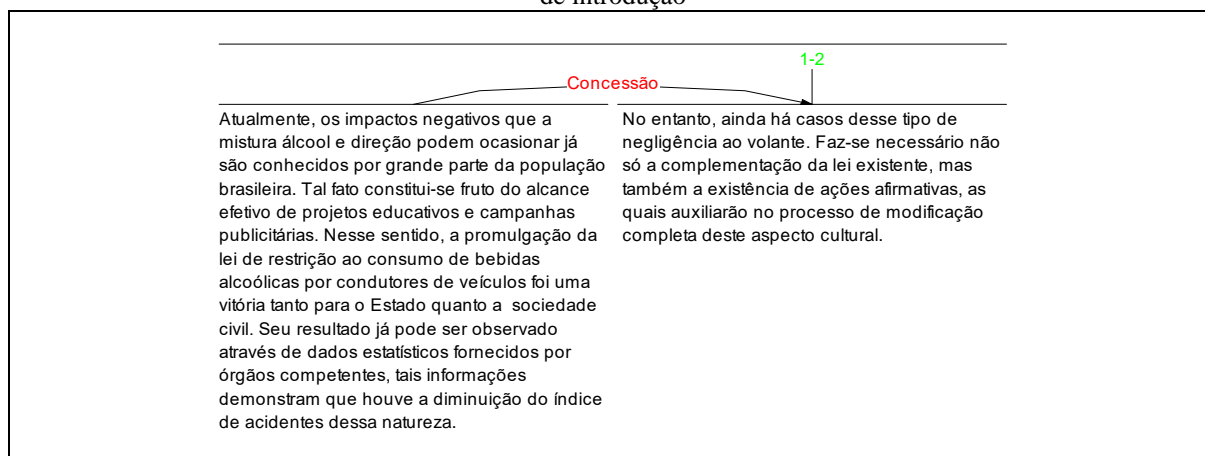 de introdução
1-2
Concessão
Atualmente, os impactos negativos que a
mistura álcool e direção podem ocasionar já
são conhecidos por grande parte da população
brasileira. Tal fato constitui-se fruto do alcance
efetivo de projetos educativos e campanhas
publicitárias. Nesse sentido, a promulgação da
lei de restrição ao consumo de bebidas
alcoólicas por condutores de veículos foi uma
vitória tanto para o Estado quanto a sociedade
civil. Seu resultado já pode ser observado
através de dados estatísticos fornecidos por
órgãos competentes, tais informações
demonstram que houve a diminuição do índice
de acidentes dessa natureza.
No entanto, ainda há casos desse tipo de
negligência ao volante. Faz-se necessário não
só a complementação da lei existente, mas
também a existência de ações afirmativas, as
quais auxiliarão no processo de modificação
completa deste aspecto cultural.